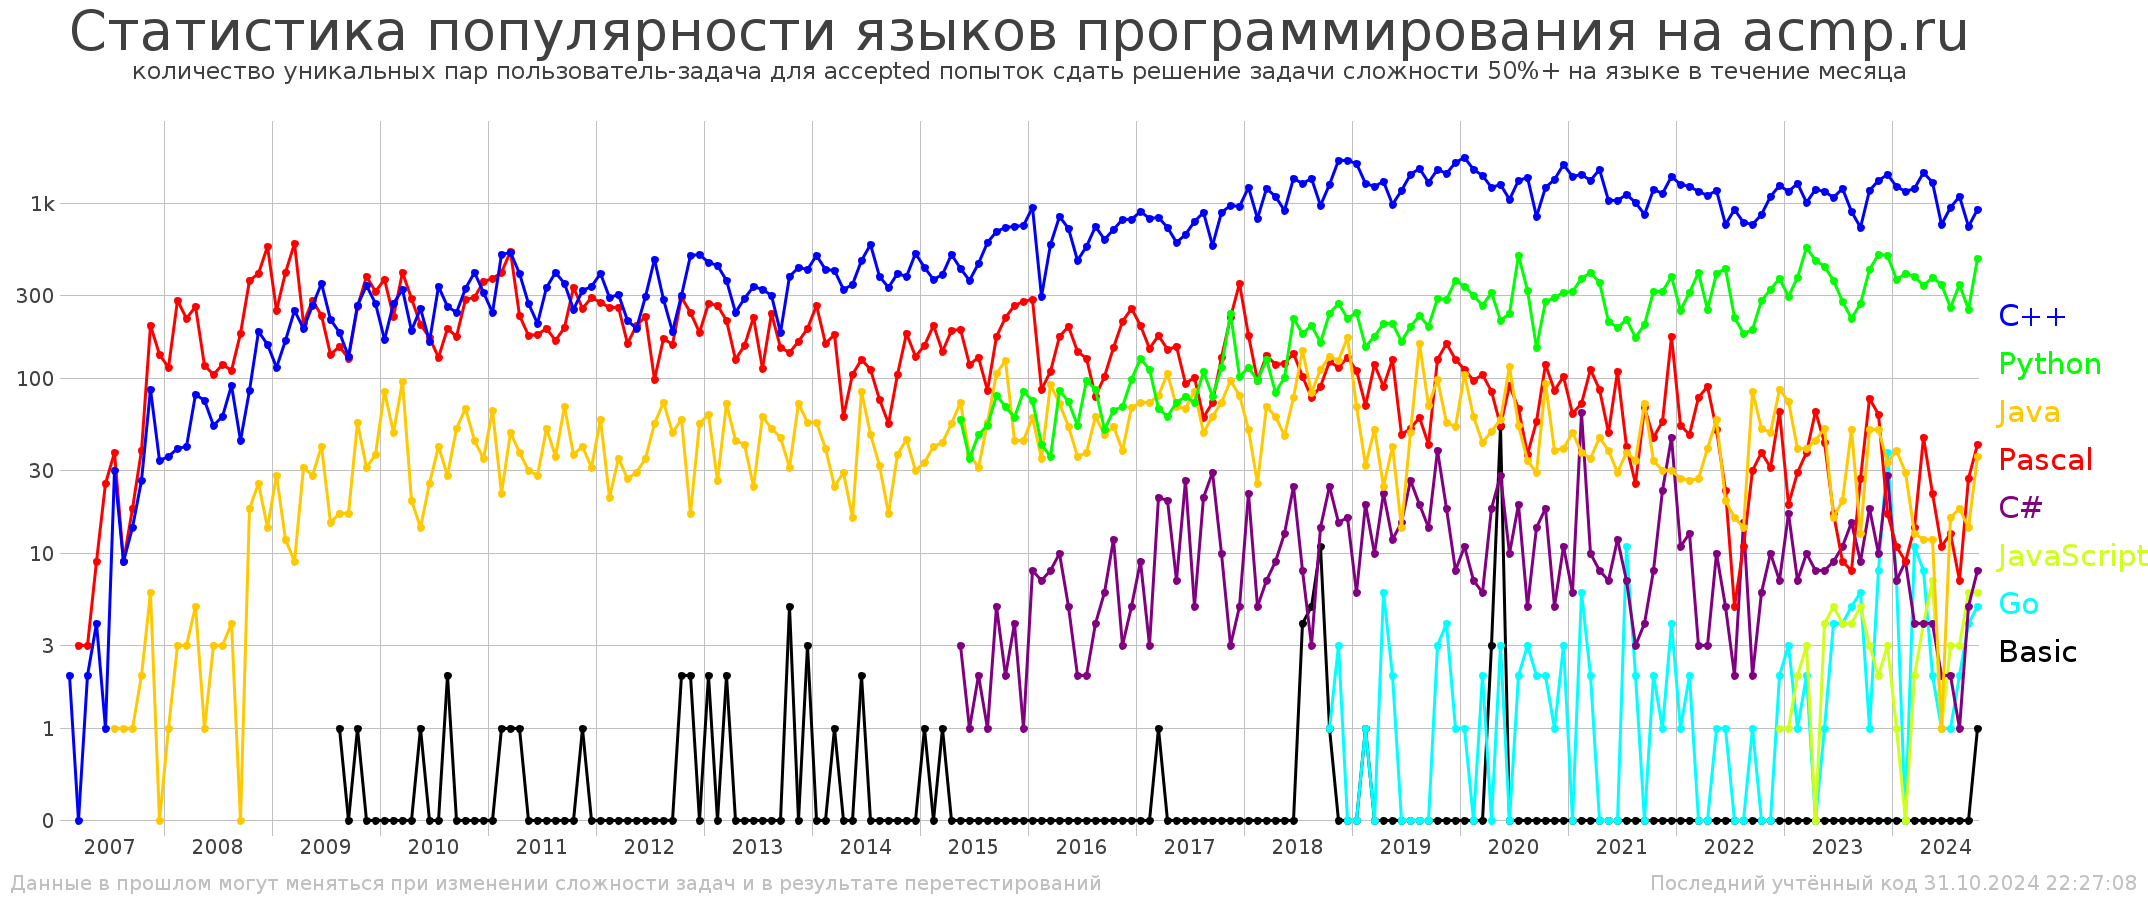 Статистика популярности языков программирования на acmp.ru
количество уникальных пар пользователь-задача для accepted попыток сдать решение задачи сложности 50%+ на языке в течение месяца
1k
300
100
30
10
3
1
0
C++
Python
Java
Pascal
C#
JavaScript
Go
Basic
2007 2008 2009 2010 2011 2012 2013 2014 2015 2016 2017 2018 2019 2020 2021 2022 2023 2024
Данные в прошлом могут меняться при изменении сложности задач и в результате перетестирований
Последний учтённый код 31.10.2024 22:27:08